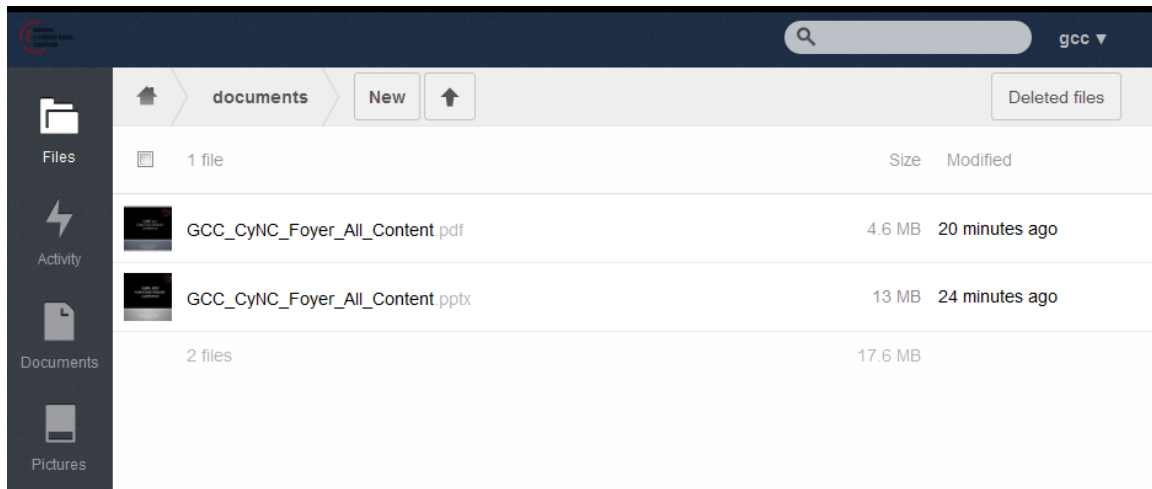 gcc ▼
documents
New
Deleted files
Files
1 file
Size
Modified
GCC_CyNC_Foyer_All_Content.pdf
4.6 MB
20 minutes ago
Activity
GCC_CyNC_Foyer_All_Content.pptx
13 MB
24 minutes ago
Documents
2 files
17.6 MB
Pictures